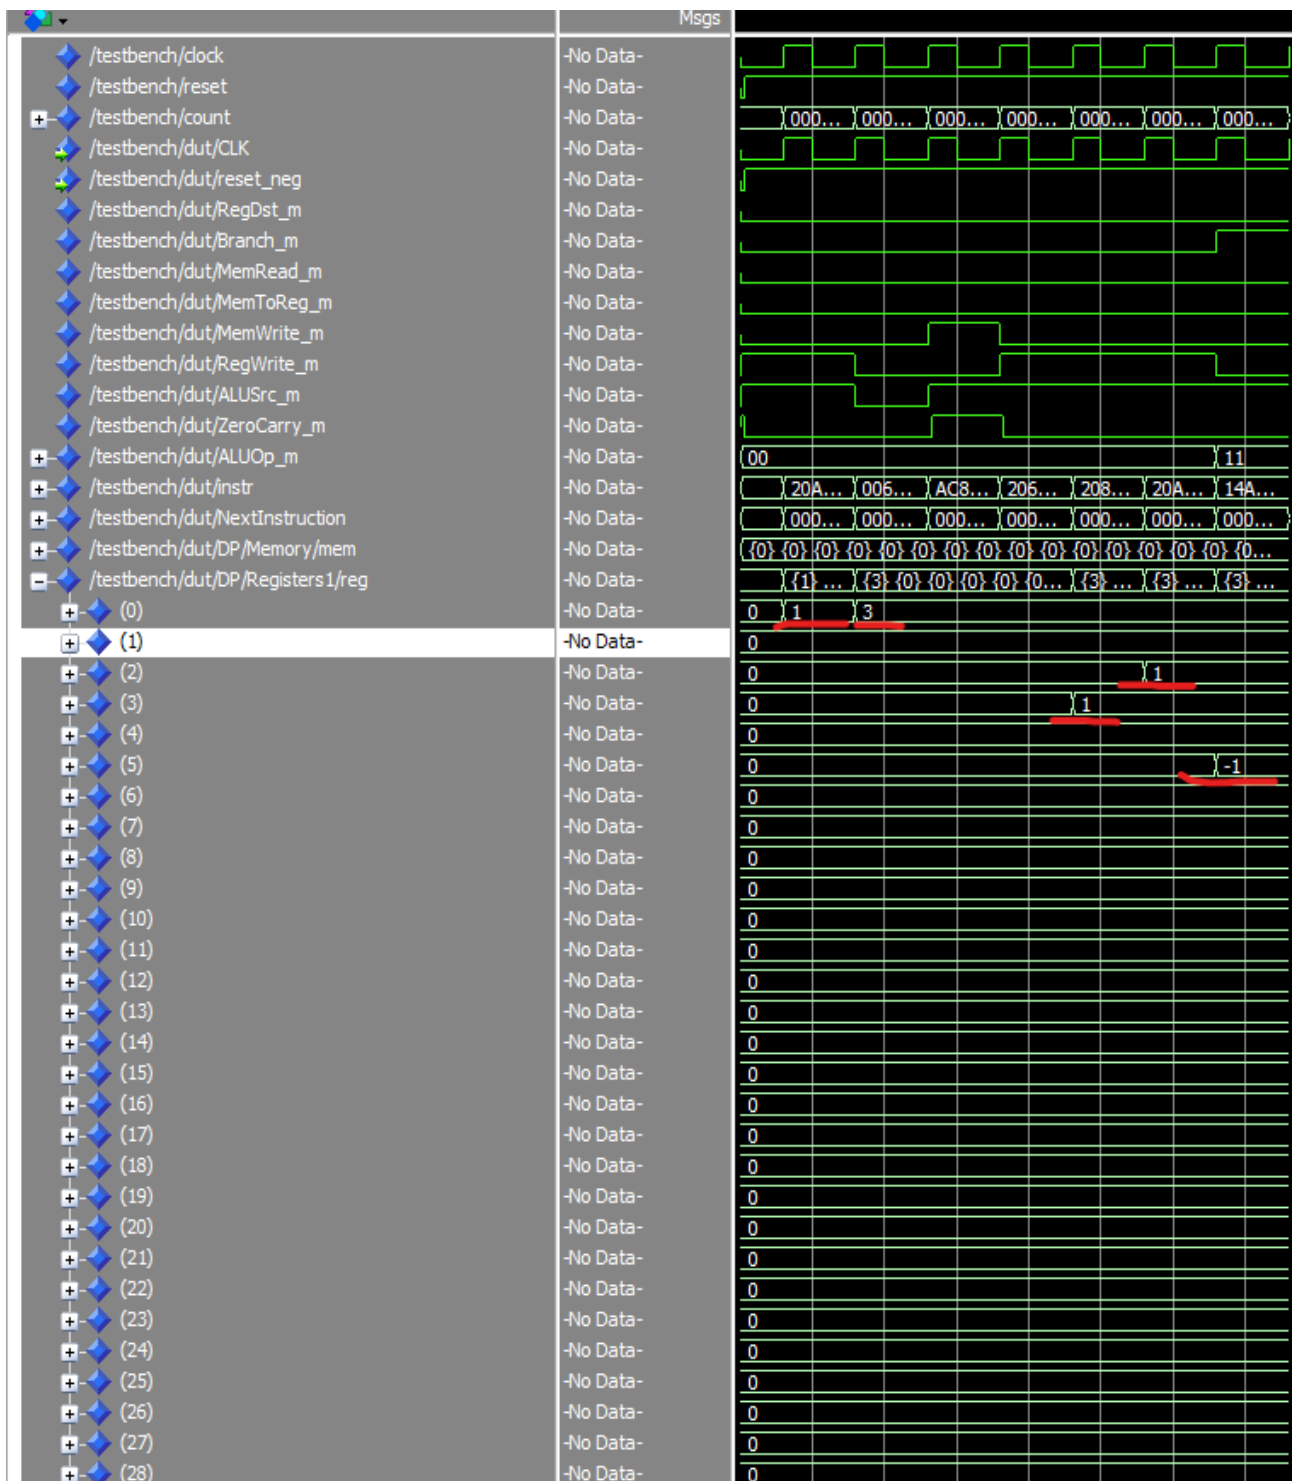 Msgs
/testbench/clock -No Data-
/testbench/reset -No Data-
/testbench/count -No Data- 000... 000... 000... 000... 000... 000... 000...
/testbench/dut/CLK -No Data-
/testbench/dut/reset_neg -No Data-
/testbench/dut/RegDst_m -No Data-
/testbench/dut/Branch_m -No Data-
/testbench/dut/MemRead_m -No Data-
/testbench/dut/MemToReg_m -No Data-
/testbench/dut/MemWrite_m -No Data-
/testbench/dut/RegWrite_m -No Data-
/testbench/dut/ALUSrc_m -No Data-
/testbench/dut/ZeroCarry_m -No Data-
/testbench/dut/ALUOp_m -No Data- 00 11
/testbench/dut/instr -No Data- 20A... 006... AC8... 206... 208... 20A... 14A...
/testbench/dut/NextInstruction -No Data- 000... 000... 000... 000... 000... 000... 000...
/testbench/dut/DP/Memory/mem -No Data- {0} {0} {0} {0} {0} {0} {0} {0} {0} {0} {0} {0} {0} {0} {0} {0...
/testbench/dut/DP/Registers1/reg -No Data- {1} ... {3} {0} {0} {0} {0} {0... {3} ... {3} ... {3} ...
(0) -No Data- 0 1 3
(1) -No Data- 0
(2) -No Data- 0 1
(3) -No Data- 0 1
(4) -No Data- 0
(5) -No Data- 0 -1
(6) -No Data- 0
(7) -No Data- 0
(8) -No Data- 0
(9) -No Data- 0
(10) -No Data- 0
(11) -No Data- 0
(12) -No Data- 0
(13) -No Data- 0
(14) -No Data- 0
(15) -No Data- 0
(16) -No Data- 0
(17) -No Data- 0
(18) -No Data- 0
(19) -No Data- 0
(20) -No Data- 0
(21) -No Data- 0
(22) -No Data- 0
(23) -No Data- 0
(24) -No Data- 0
(25) -No Data- 0
(26) -No Data- 0
(27) -No Data- 0
(28) -No Data- 0